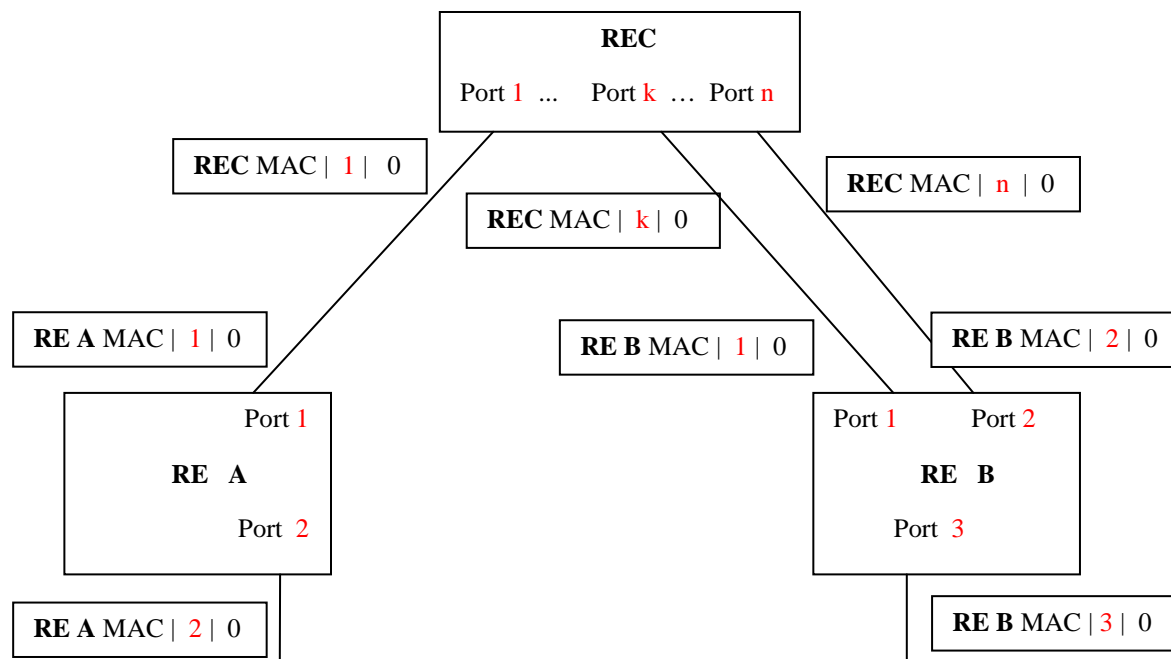 REC
Port 1 ... Port k ... Port n
REC MAC | 1 | 0
REC MAC | n | 0
REC MAC | k | 0
RE A MAC | 1 | 0
RE B MAC | 1 | 0
RE B MAC | 2 | 0
Port 1
Port 1 Port 2
RE A
RE B
Port 2
Port 3
RE A MAC | 2 | 0
RE B MAC | 3 | 0